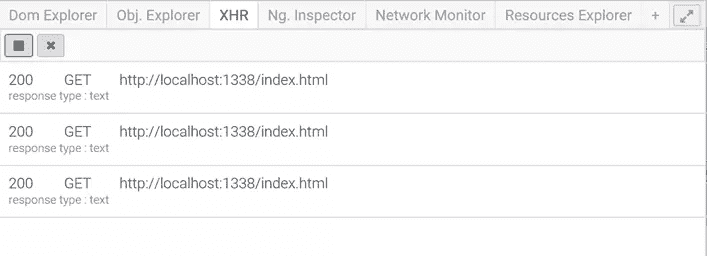 Dom Explorer Obj. Explorer XHR Ng. Inspector Network Monitor Resources Explorer +
200 GET http://localhost:1338/index.html
response type : text
200 GET http://localhost:1338/index.html
response type : text
200 GET http://localhost:1338/index.html
response type : text